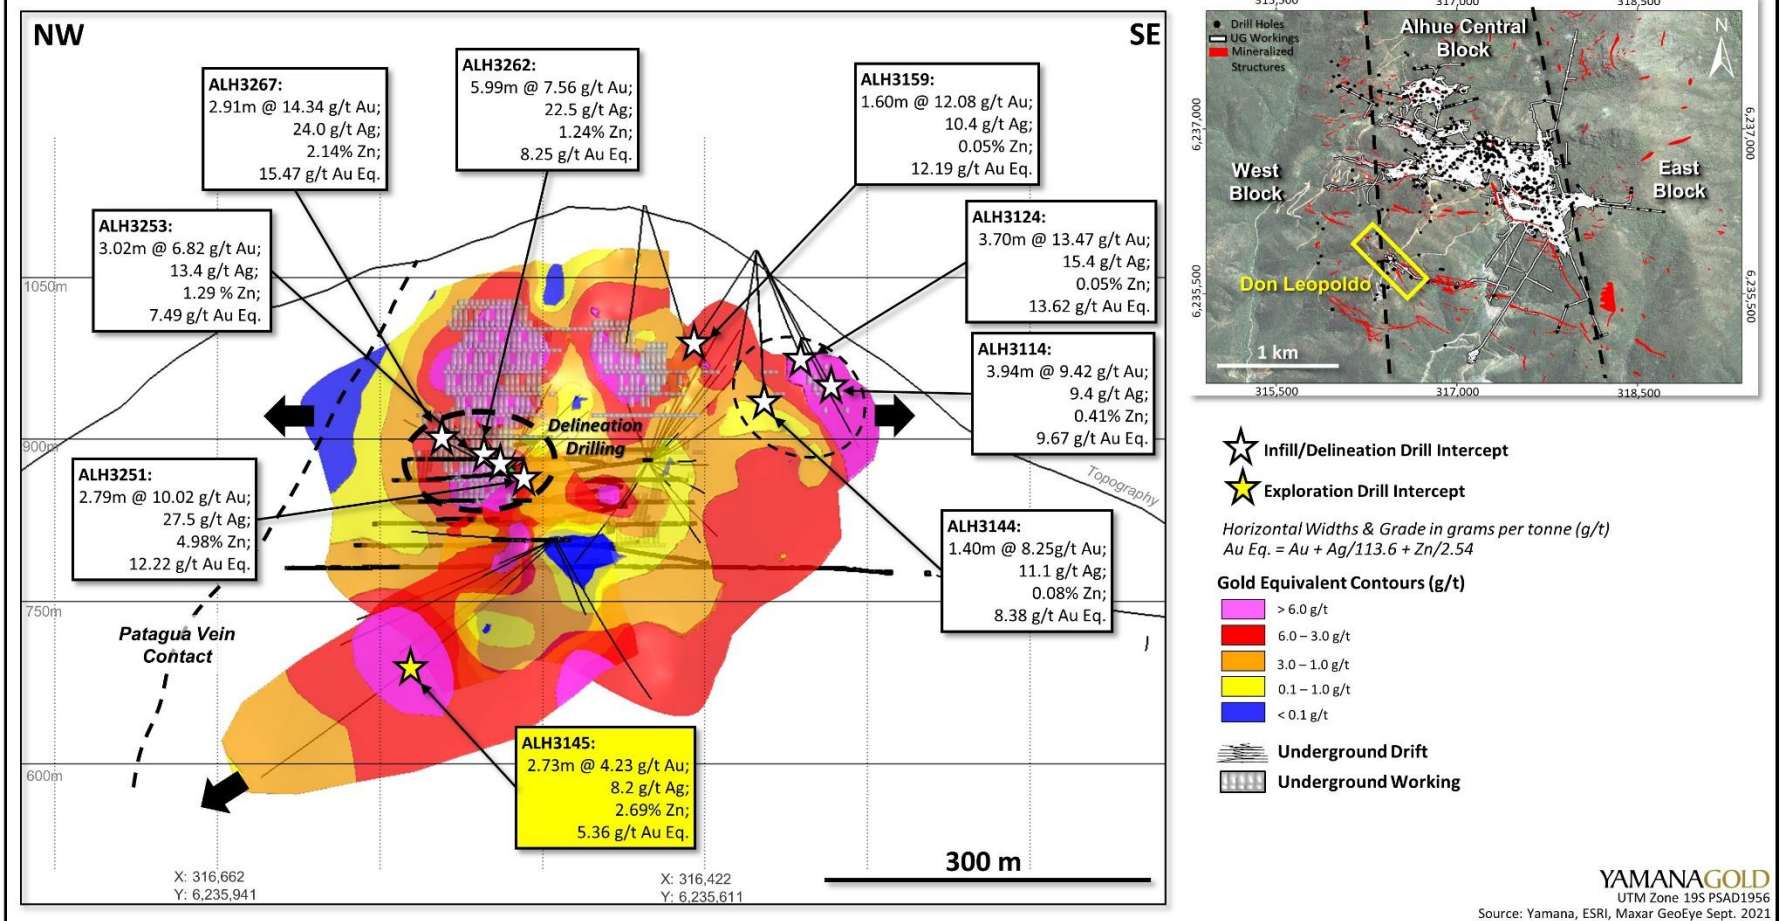 NW
SE
ALH3267:
2.91m @ 14.34 g/t Au;
24.0 g/t Ag;
2.14% Zn;
15.47 g/t Au Eq.
ALH3262:
5.99m @ 7.56 g/t Au;
22.5 g/t Ag;
1.24% Zn;
8.25 g/t Au Eq.
ALH3159:
1.60m @ 12.08 g/t Au;
10.4 g/t Ag;
0.05% Zn;
12.19 g/t Au Eq.
ALH3253:
3.02m @ 6.82 g/t Au;
13.4 g/t Ag;
1.29 % Zn;
7.49 g/t Au Eq.
ALH3124:
3.70m @ 13.47 g/t Au;
15.4 g/t Ag;
0.05% Zn;
13.62 g/t Au Eq.
ALH3114:
3.94m @ 9.42 g/t Au;
9.4 g/t Ag;
0.41% Zn;
9.67 g/t Au Eq.
ALH3251:
2.79m @ 10.02 g/t Au;
27.5 g/t Ag;
4.98% Zn;
12.22 g/t Au Eq.
ALH3144:
1.40m @ 8.25g/t Au;
11.1 g/t Ag;
0.08% Zn;
8.38 g/t Au Eq.
ALH3145:
2.73m @ 4.23 g/t Au;
8.2 g/t Ag;
2.69% Zn;
5.36 g/t Au Eq.
1050m
900m
750m
600m
Delineation
Drilling
Topography
Patagua Vein
Contact
X: 316,662
Y: 6,235,941
X: 316,422
Y: 6,235,611
300 m
315,500
317,000
318,500
Drill Holes
UG Workings
Mineralized
Structures
Alhue Central
Block
N
West
Block
East
Block
Don Leopoldo
1 km
6,237,000
6,235,500
6,237,000
6,235,500
315,500
317,000
318,500
Infill/Delineation Drill Intercept
Exploration Drill Intercept
Horizontal Widths & Grade in grams per tonne (g/t)
Au Eq. = Au + Ag/113.6 + Zn/2.54
Gold Equivalent Contours (g/t)
> 6.0 g/t
6.0 – 3.0 g/t
3.0 – 1.0 g/t
0.1 – 1.0 g/t
< 0.1 g/t
Underground Drift
Underground Working
YAMANAGOLD
UTM Zone 19S PSAD1956
Source: Yamana, ESRI, Maxar GeoEye Sept. 2021